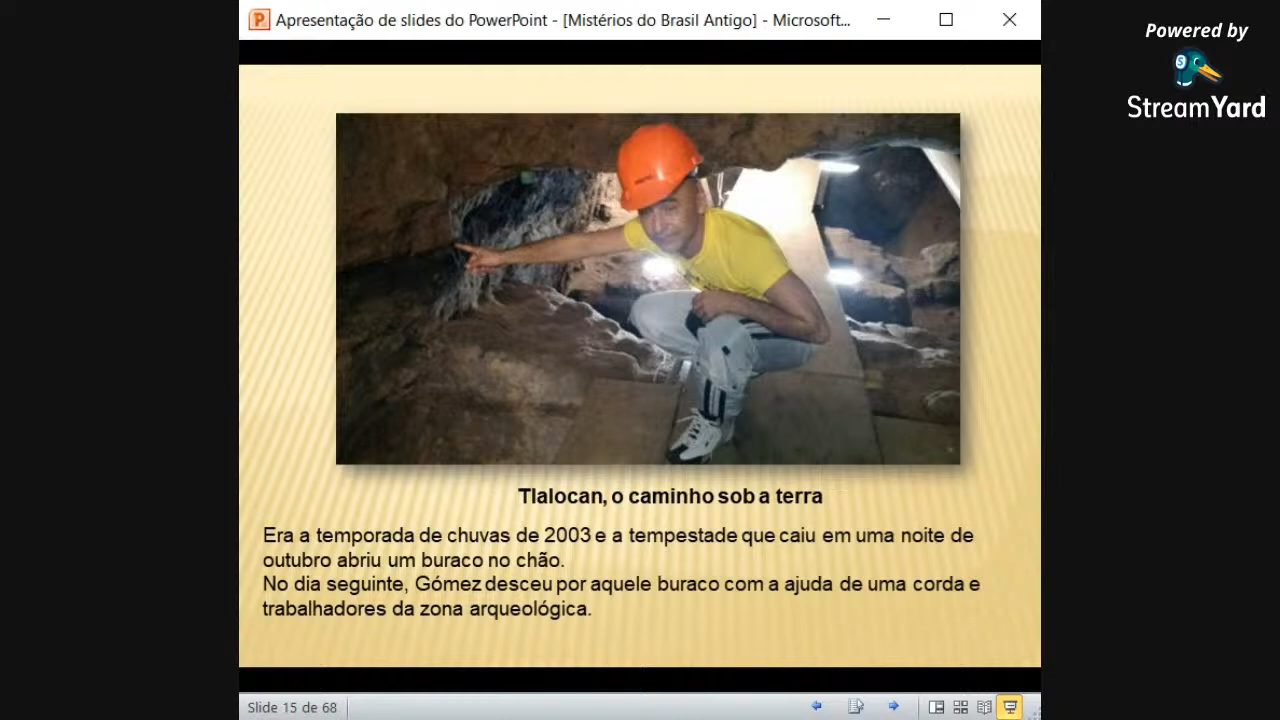 Apresentação de slides do PowerPoint - [Mistérios do Brasil Antigo] - Microsoft...
Powered by
StreamYard
Tlalocan, o caminho sob a terra
Era a temporada de chuvas de 2003 e a tempestade que caiu em uma noite de
outubro abriu um buraco no chão.
No dia seguinte, Gómez desceu por aquele buraco com a ajuda de uma corda e
trabalhadores da zona arqueológica.
Slide 15 de 68